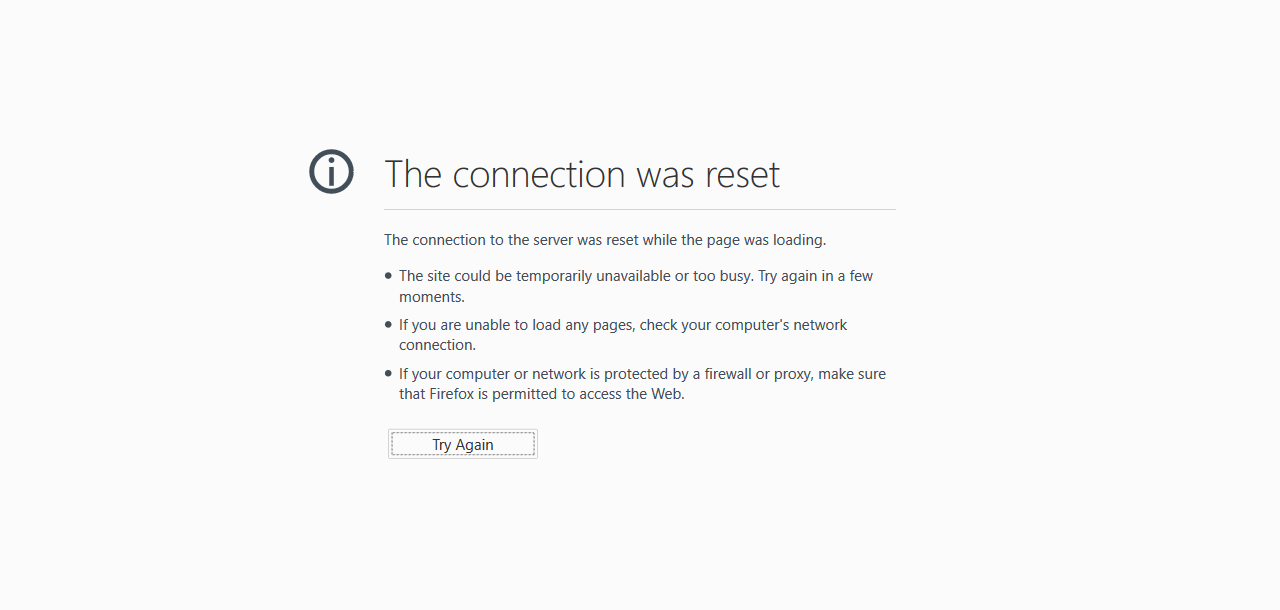 The connection was reset
The connection to the server was reset while the page was loading.
The site could be temporarily unavailable or too busy. Try again in a few
moments.
If you are unable to load any pages, check your computer's network
connection.
If your computer or network is protected by a firewall or proxy, make sure
that Firefox is permitted to access the Web.
Try Again